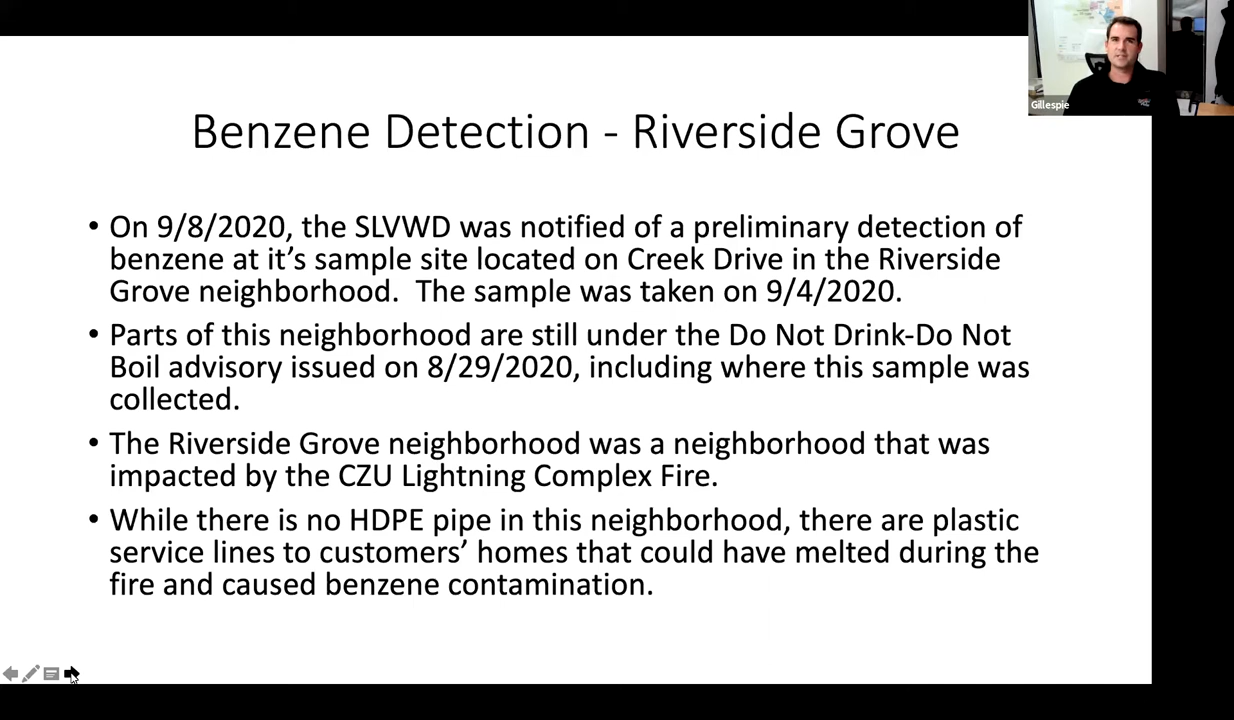 Gillespie
Benzene Detection - Riverside Grove
• On 9/8/2020, the SLVWD was notified of a preliminary detection of
benzene at it’s sample site located on Creek Drive in the Riverside
Grove neighborhood.  The sample was taken on 9/4/2020.
• Parts of this neighborhood are still under the Do Not Drink-Do Not
Boil advisory issued on 8/29/2020, including where this sample was
collected.
• The Riverside Grove neighborhood was a neighborhood that was
impacted by the CZU Lightning Complex Fire.
• While there is no HDPE pipe in this neighborhood, there are plastic
service lines to customers’ homes that could have melted during the
fire and caused benzene contamination.